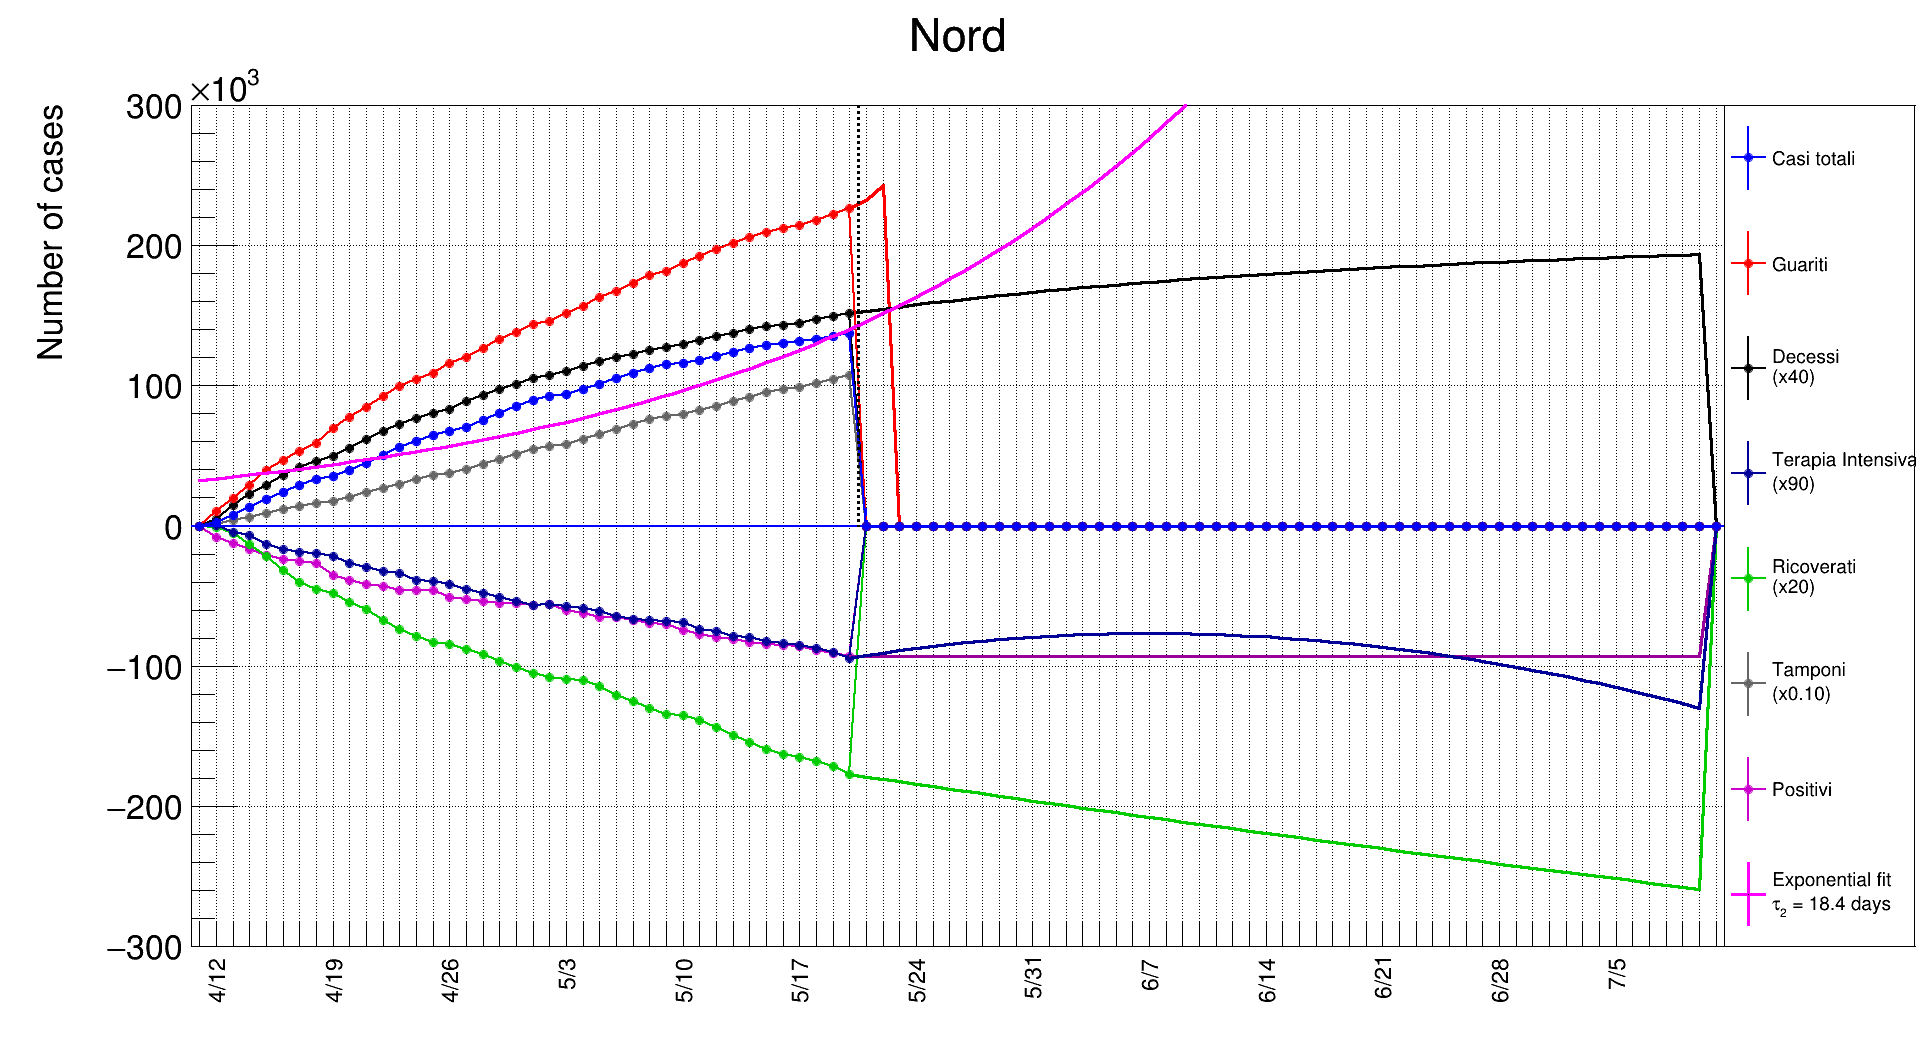 Nord
×10³
Number of cases
300
200
100
0
−100
−200
−300
4/12
4/19
4/26
5/3
5/10
5/17
5/24
5/31
6/7
6/14
6/21
6/28
7/5
Casi totali
Guariti
Decessi
(x40)
Terapia Intensiva
(x90)
Ricoverati
(x20)
Tamponi
(x0.10)
Positivi
Exponential fit
τ₂ = 18.4 days